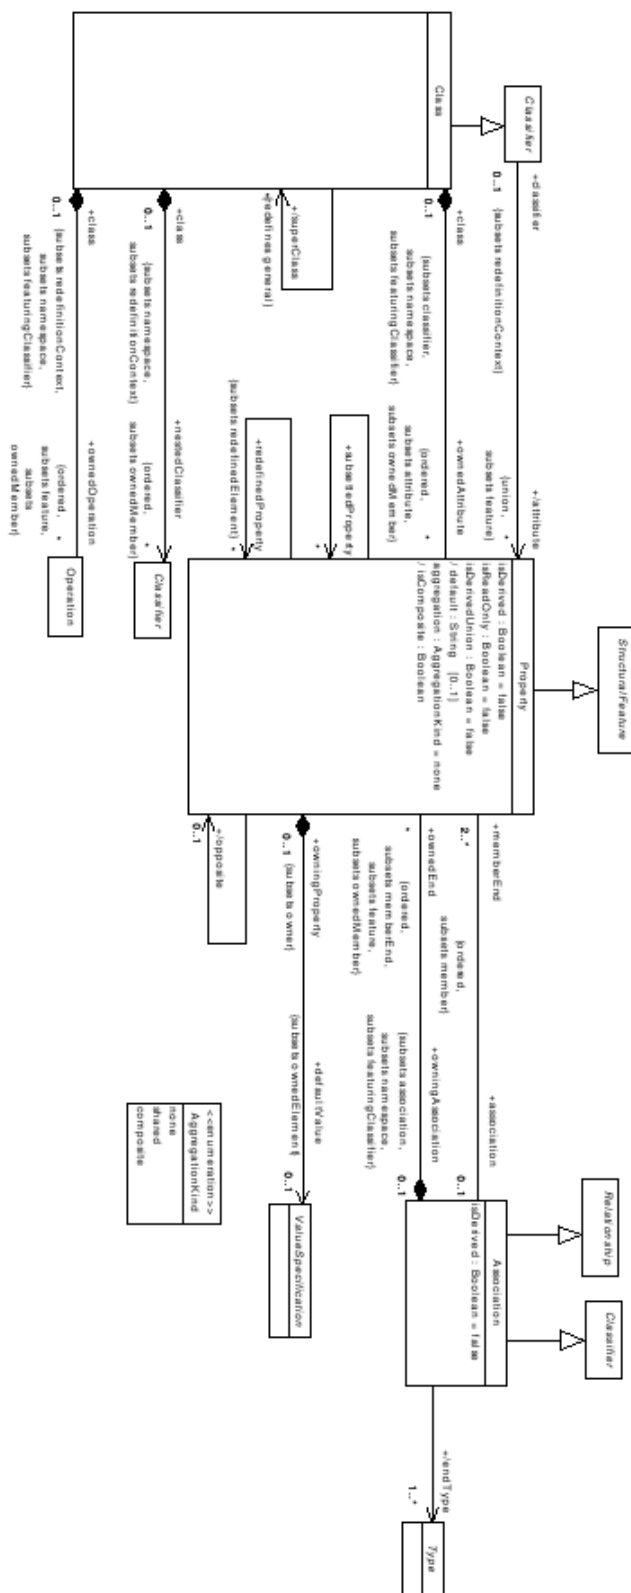 Classifier
StructuralFeature
Relationship
Classifier
Class
+classifier
0..1 {subsets redefinitionContext}
+/attribute
{union, *
subsets feature}
Property
isDerived : Boolean = false
isReadOnly : Boolean = false
isDerivedUnion : Boolean = false
/ default : String [0..1]
aggregation : AggregationKind = none
/ isComposite : Boolean
+memberEnd
2..* {ordered,
subsets member}
+association
0..1
Association
isDerived : Boolean = false
+class
0..1 {subsets classifier,
subsets namespace,
subsets featuringClassifier}
+ownedAttribute
{ordered, *
subsets attribute,
subsets ownedMember}
+ownedEnd
* {ordered,
subsets memberEnd,
subsets feature,
subsets ownedMember}
+owningAssociation
{subsets association, 0..1
subsets namespace,
subsets featuringClassifier}
+/endType
1..*
Type
+/superClass
*
{redefines general}
+subsettedProperty
*
+redefinedProperty
{subsets redefinedElement} *
+owningProperty
0..1 {subsets owner}
+defaultValue
{subsets ownedElement} 0..1
ValueSpecification
+/opposite
0..1
+class
0..1 {subsets namespace,
subsets redefinitionContext}
+nestedClassifier
{ordered, *
subsets ownedMember}
Classifier
<<enumeration>>
AggregationKind
none
shared
composite
+class
0..1 {subsets redefinitionContext,
subsets namespace,
subsets featuringClassifier}
+ownedOperation
{ordered, *
subsets feature,
subsets
ownedMember}
Operation